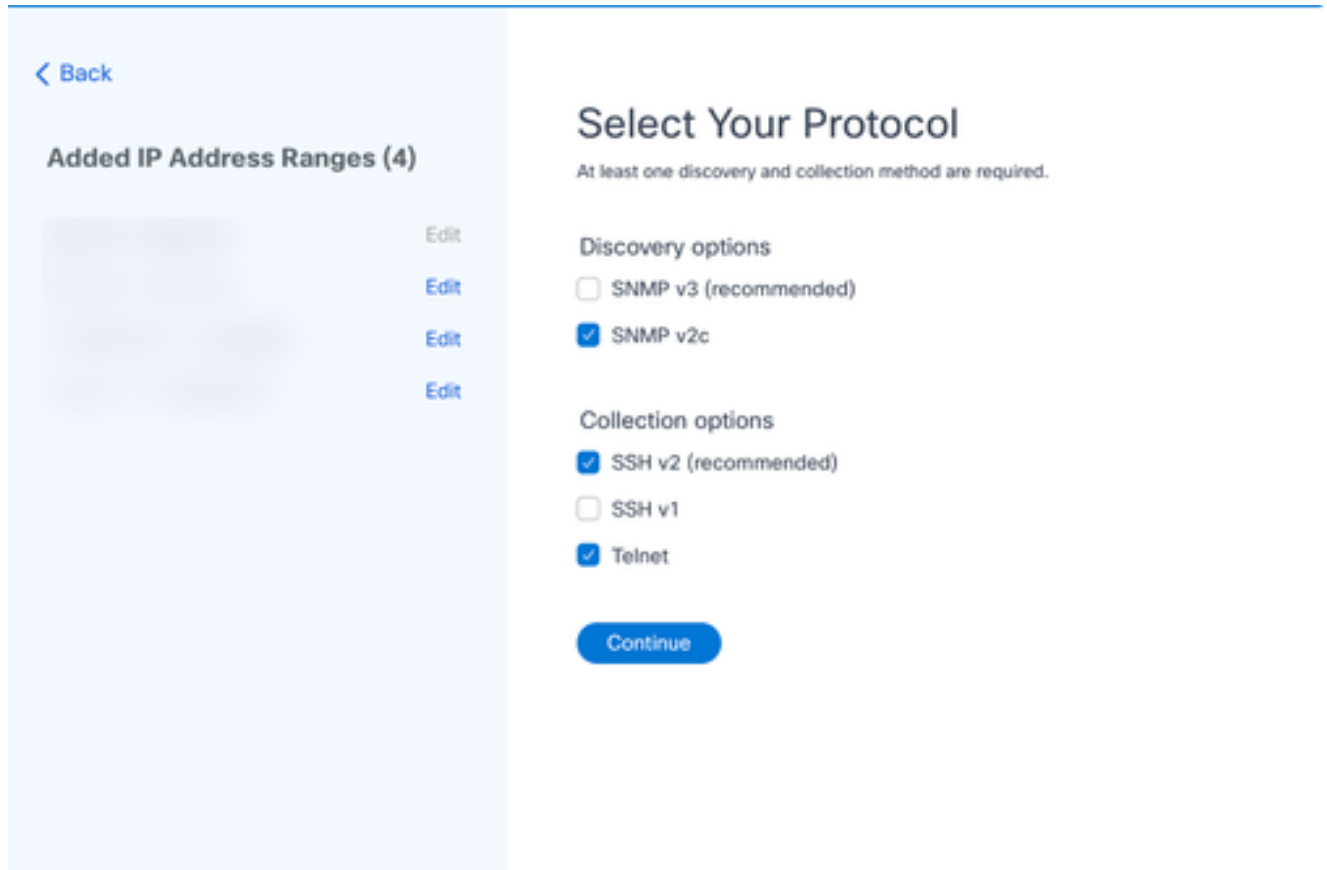 Back
Added IP Address Ranges (4)
Edit
Edit
Edit
Edit
Select Your Protocol
At least one discovery and collection method are required.
Discovery options
SNMP v3 (recommended)
SNMP v2c
Collection options
SSH v2 (recommended)
SSH v1
Telnet
Continue